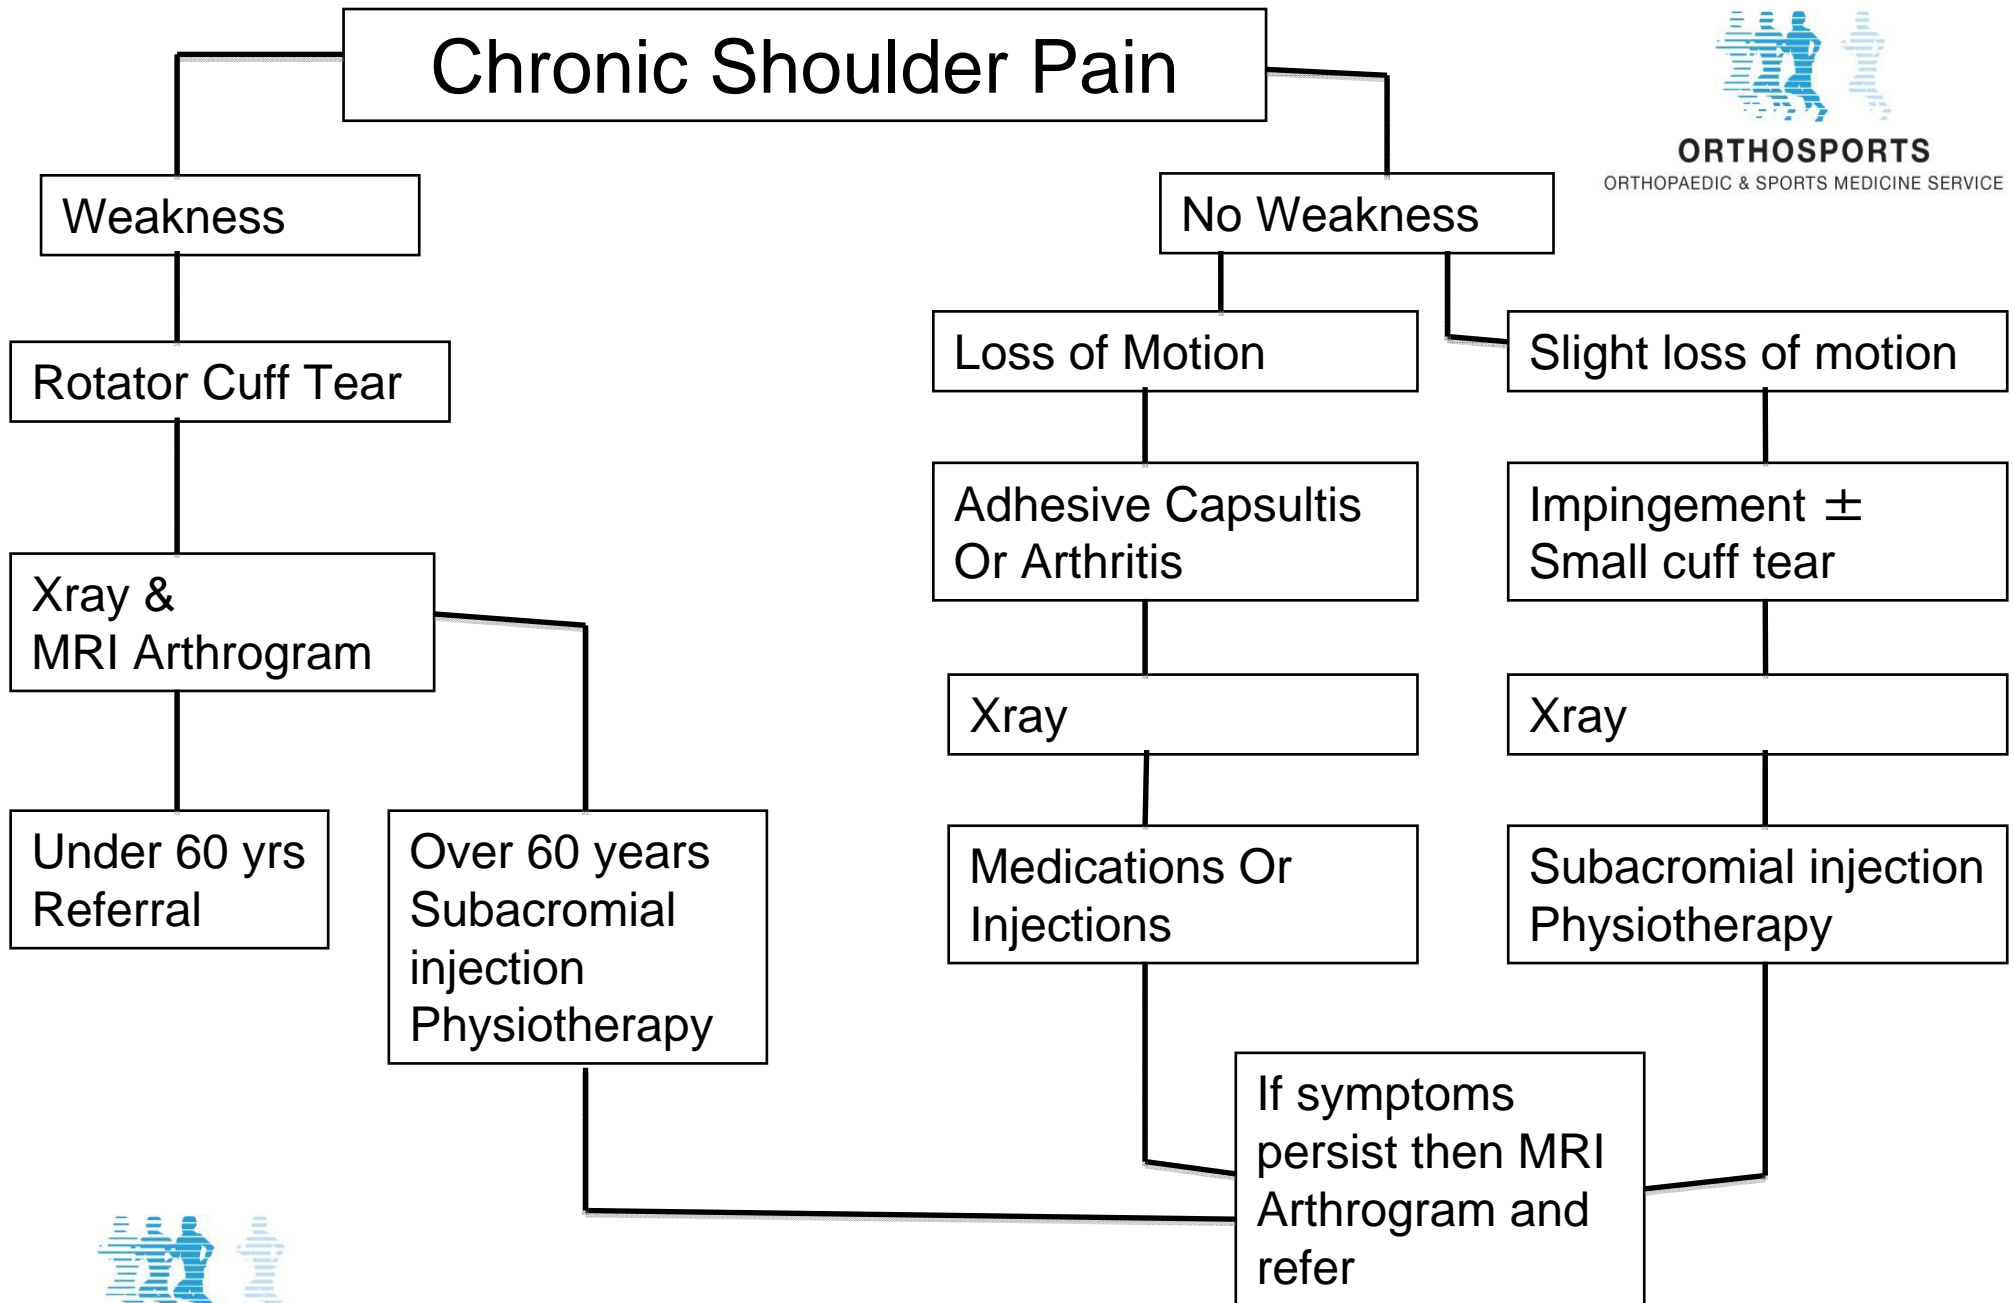 Chronic Shoulder Pain
ORTHOSPORTS
ORTHOPAEDIC & SPORTS MEDICINE SERVICE
Weakness
No Weakness
Rotator Cuff Tear
Loss of Motion
Slight loss of motion
Adhesive Capsultis
Or Arthritis
Impingement ±
Small cuff tear
Xray &
MRI Arthrogram
Xray
Xray
Under 60 yrs
Referral
Over 60 years
Subacromial
injection
Physiotherapy
Medications Or
Injections
Subacromial injection
Physiotherapy
If symptoms
persist then MRI
Arthrogram and
refer